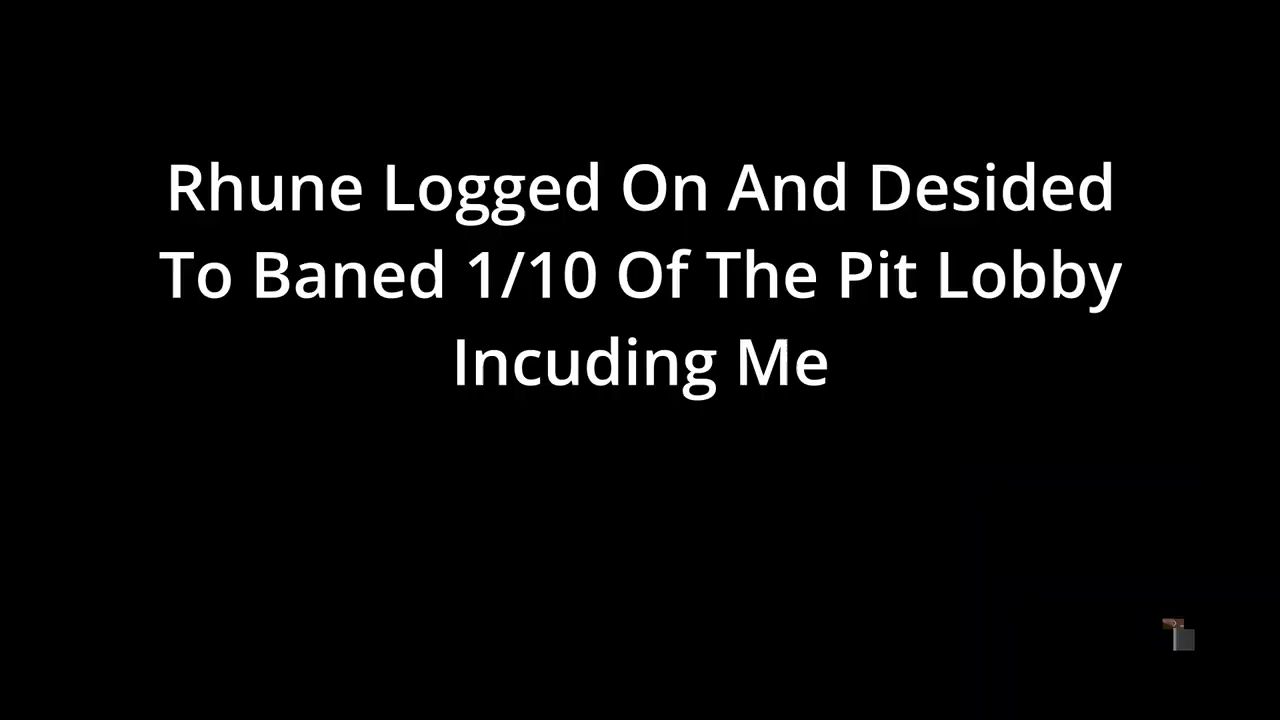 Rhune Logged On And Desided
To Baned 1/10 Of The Pit Lobby
Incuding Me